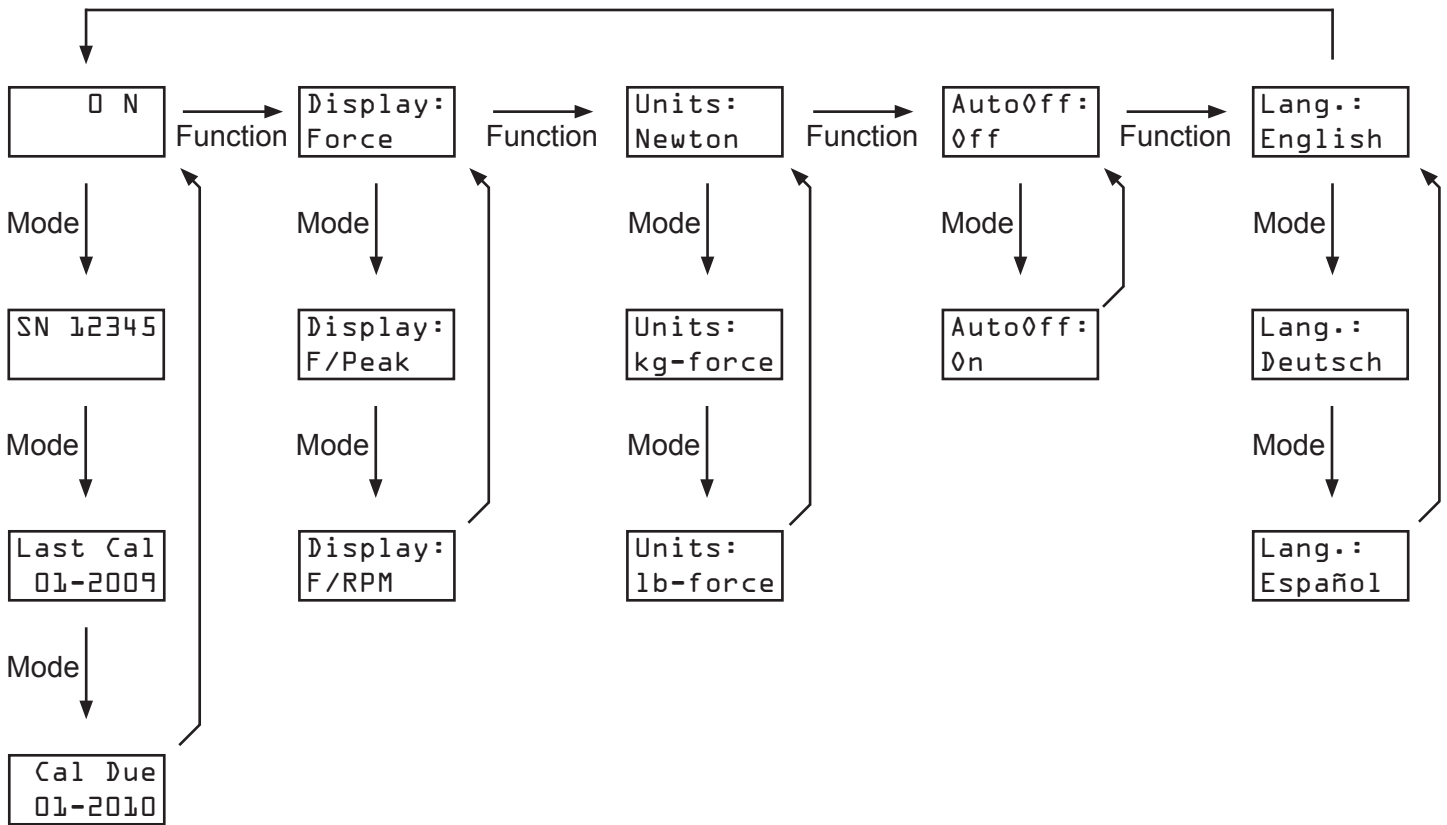 0 N
Function
Display:
Force
Function
Units:
Newton
Function
AutoOff:
Off
Function
Lang.:
English
Mode
Mode
Mode
Mode
Mode
SN 12345
Display:
F/Peak
Units:
kg-force
AutoOff:
On
Lang.:
Deutsch
Mode
Mode
Mode
Mode
Last Cal
01-2009
Display:
F/RPM
Units:
lb-force
Lang.:
Español
Mode
Cal Due
01-2010